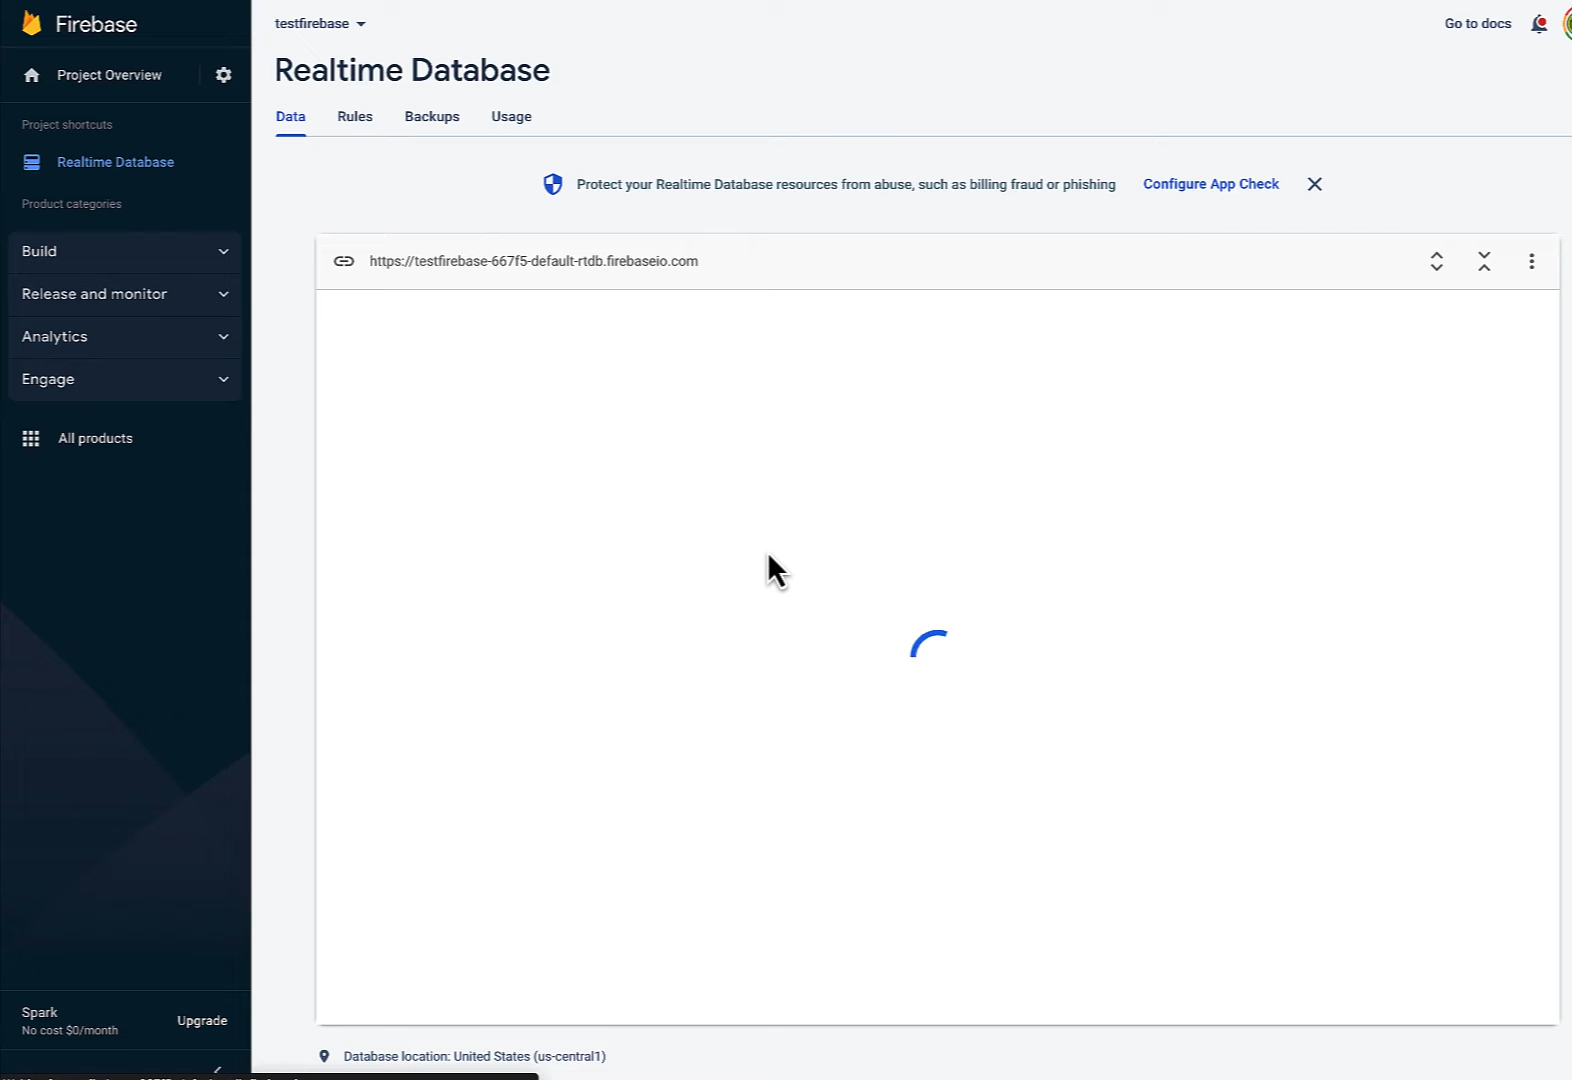 Firebase
testfirebase
Go to docs
Project Overview
Realtime Database
Data
Rules
Backups
Usage
Project shortcuts
Realtime Database
Product categories
Protect your Realtime Database resources from abuse, such as billing fraud or phishing
Configure App Check
Build
https://testfirebase-667f5-default-rtdb.firebaseio.com
Release and monitor
Analytics
Engage
All products
Spark
No cost $0/month
Upgrade
Database location: United States (us-central1)